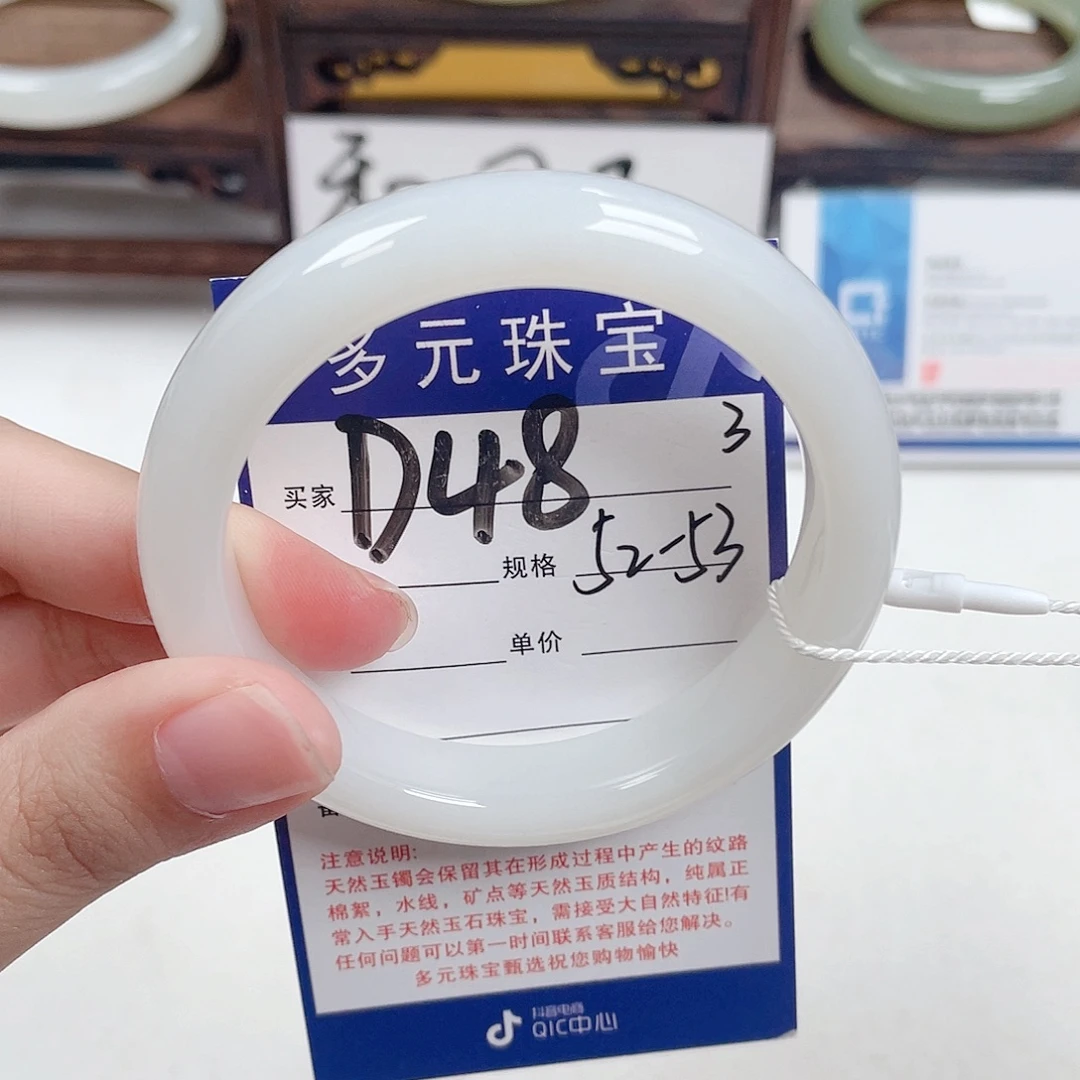 多元珠宝
D48
3
买家
规格 52-53
单价
注意说明:
天然玉镯会保留其在形成过程中产生的纹路
棉絮，水线，矿点等天然玉质结构，纯属正
常入手天然玉石珠宝，需接受大自然特征!有
任何问题可以第一时间联系客服给您解决。
多元珠宝甄选祝您购物愉快
抖音电商
QIC中心